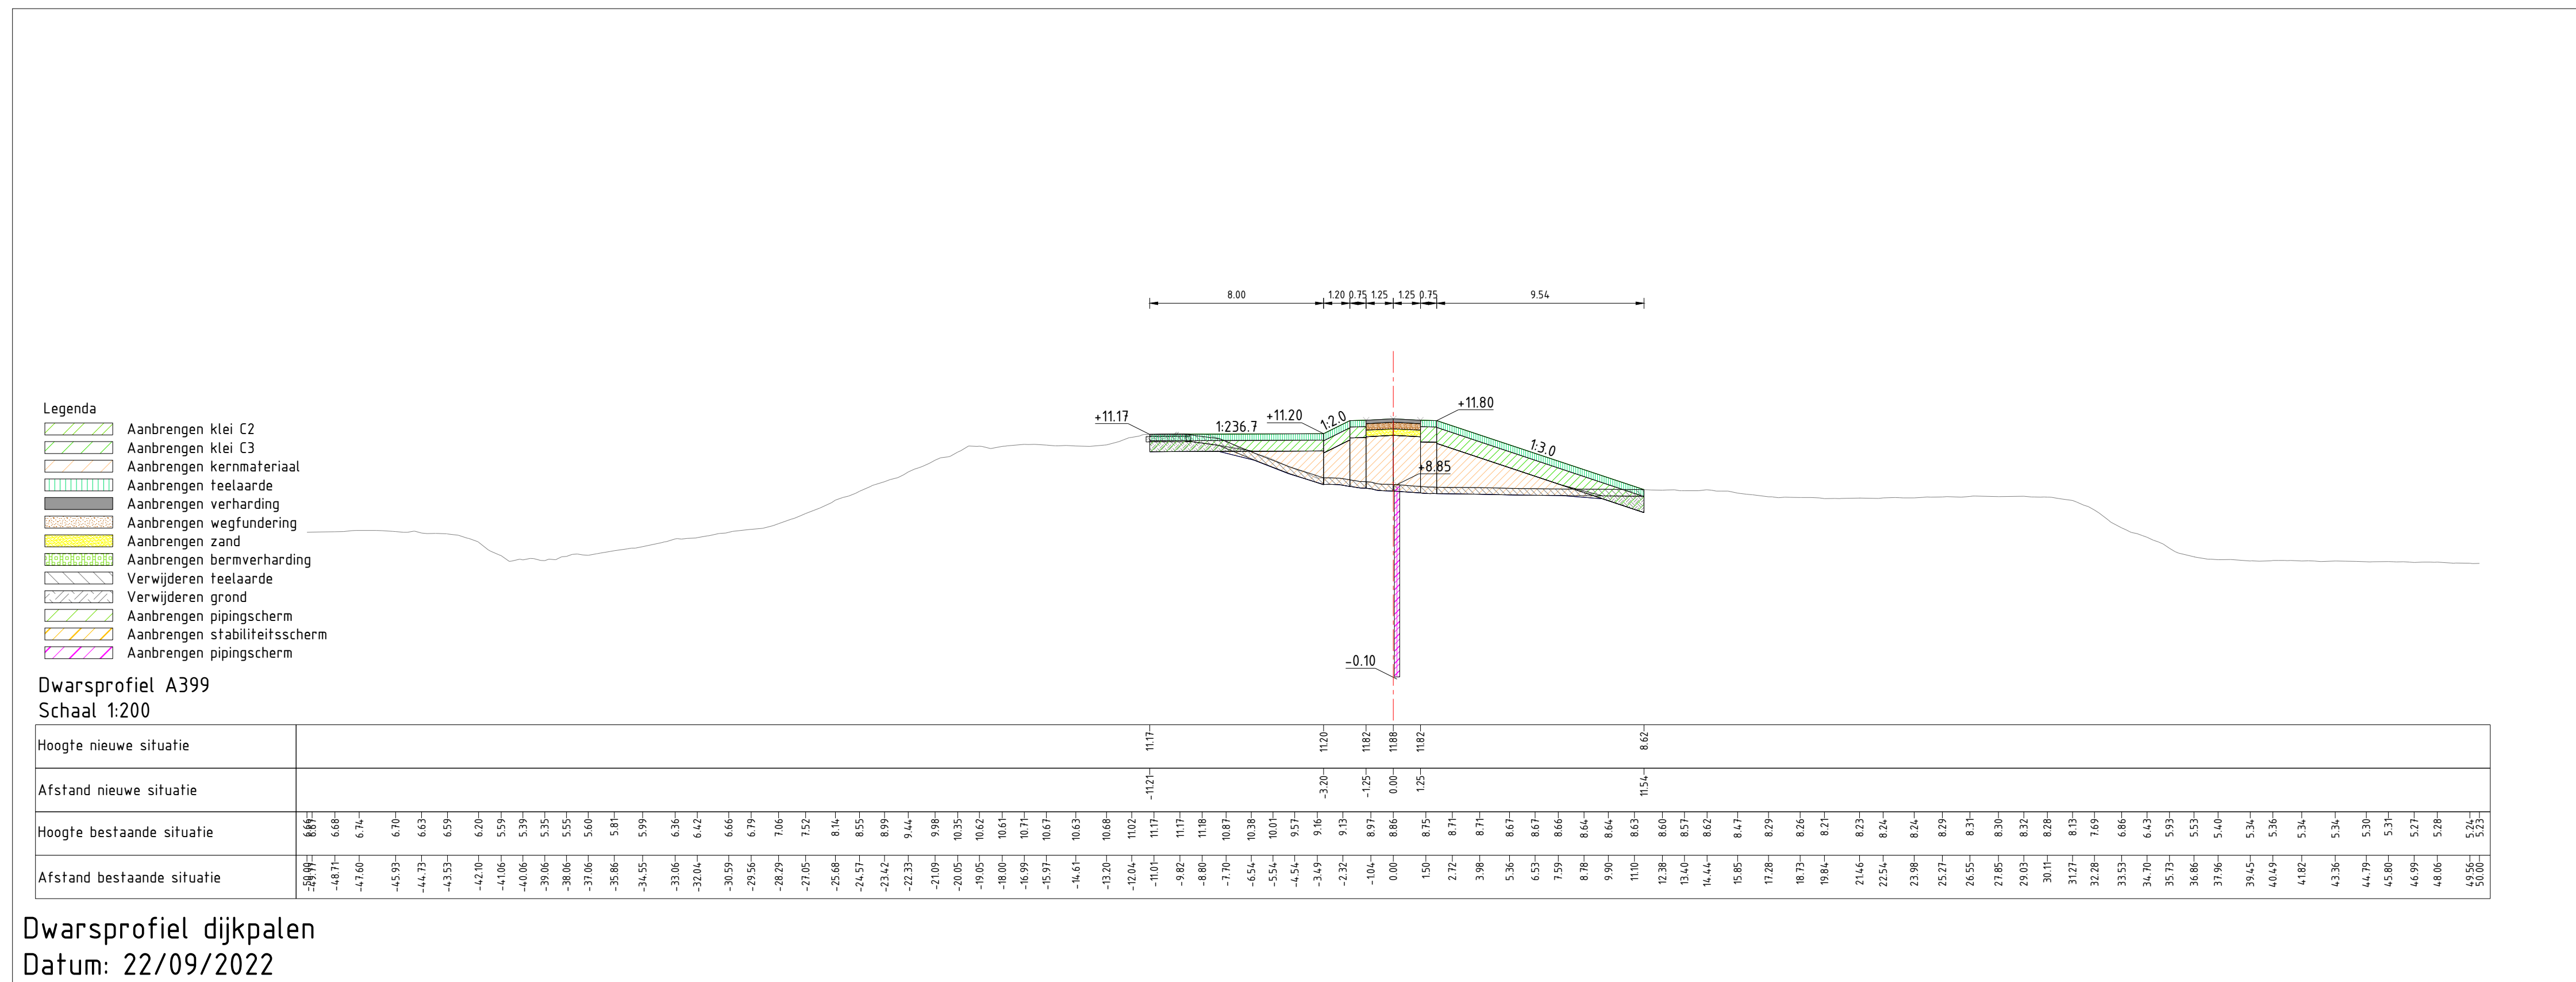 8.00 1.20 0.75 1.25 1.25 0.75 9.54
+11.17 1:236.7 +11.20 1:2.0 +11.80
1:3.0
+8.85
-0.10
Legenda
Aanbrengen klei C2
Aanbrengen klei C3
Aanbrengen kernmateriaal
Aanbrengen teelaarde
Aanbrengen verharding
Aanbrengen wegfundering
Aanbrengen zand
Aanbrengen bermverharding
Verwijderen teelaarde
Verwijderen grond
Aanbrengen pipingscherm
Aanbrengen stabiliteitsscherm
Aanbrengen pipingscherm
Dwarsprofiel A399
Schaal 1:200
Hoogte nieuwe situatie 11.17 11.20 11.82 11.88 11.82 8.62
Afstand nieuwe situatie -11.21 -3.20 -1.25 0.00 1.25 11.54
Hoogte bestaande situatie 6.66 6.67 6.68 6.74 6.70 6.63 6.59 6.20 5.59 5.39 5.35 5.55 5.60 5.81 5.99 6.36 6.42 6.66 6.79 7.06 7.52 8.14 8.55 8.99 9.44 9.98 10.35 10.62 10.61 10.71 10.67 10.63 10.68 11.02 11.17 11.17 11.18 10.87 10.38 10.01 9.57 9.16 9.13 8.97 8.86 8.75 8.71 8.71 8.67 8.67 8.66 8.64 8.64 8.63 8.60 8.57 8.62 8.47 8.29 8.26 8.21 8.23 8.24 8.24 8.29 8.31 8.30 8.32 8.28 8.13 7.69 6.86 6.43 5.93 5.53 5.40 5.34 5.36 5.34 5.34 5.30 5.31 5.27 5.28 5.24 5.23
Afstand bestaande situatie -50.00 -49.77 -48.71 -47.60 -45.93 -44.73 -43.53 -42.10 -41.06 -40.06 -39.06 -38.06 -37.06 -35.86 -34.55 -33.06 -32.04 -30.59 -29.56 -28.29 -27.05 -25.68 -24.57 -23.42 -22.33 -21.09 -20.05 -19.05 -18.00 -16.99 -15.97 -14.61 -13.20 -12.04 -11.01 -9.82 -8.80 -7.70 -6.54 -5.54 -4.54 -3.49 -2.32 -1.04 0.00 1.50 2.72 3.98 5.36 6.53 7.59 8.78 9.90 11.10 12.38 13.40 14.44 15.85 17.28 18.73 19.84 21.46 22.54 23.98 25.27 26.55 27.85 29.03 30.11 31.27 32.28 33.53 34.70 35.73 36.86 37.96 39.45 40.49 41.82 43.36 44.79 45.80 46.99 48.06 49.56 50.00
Dwarsprofiel dijkpalen
Datum: 22/09/2022